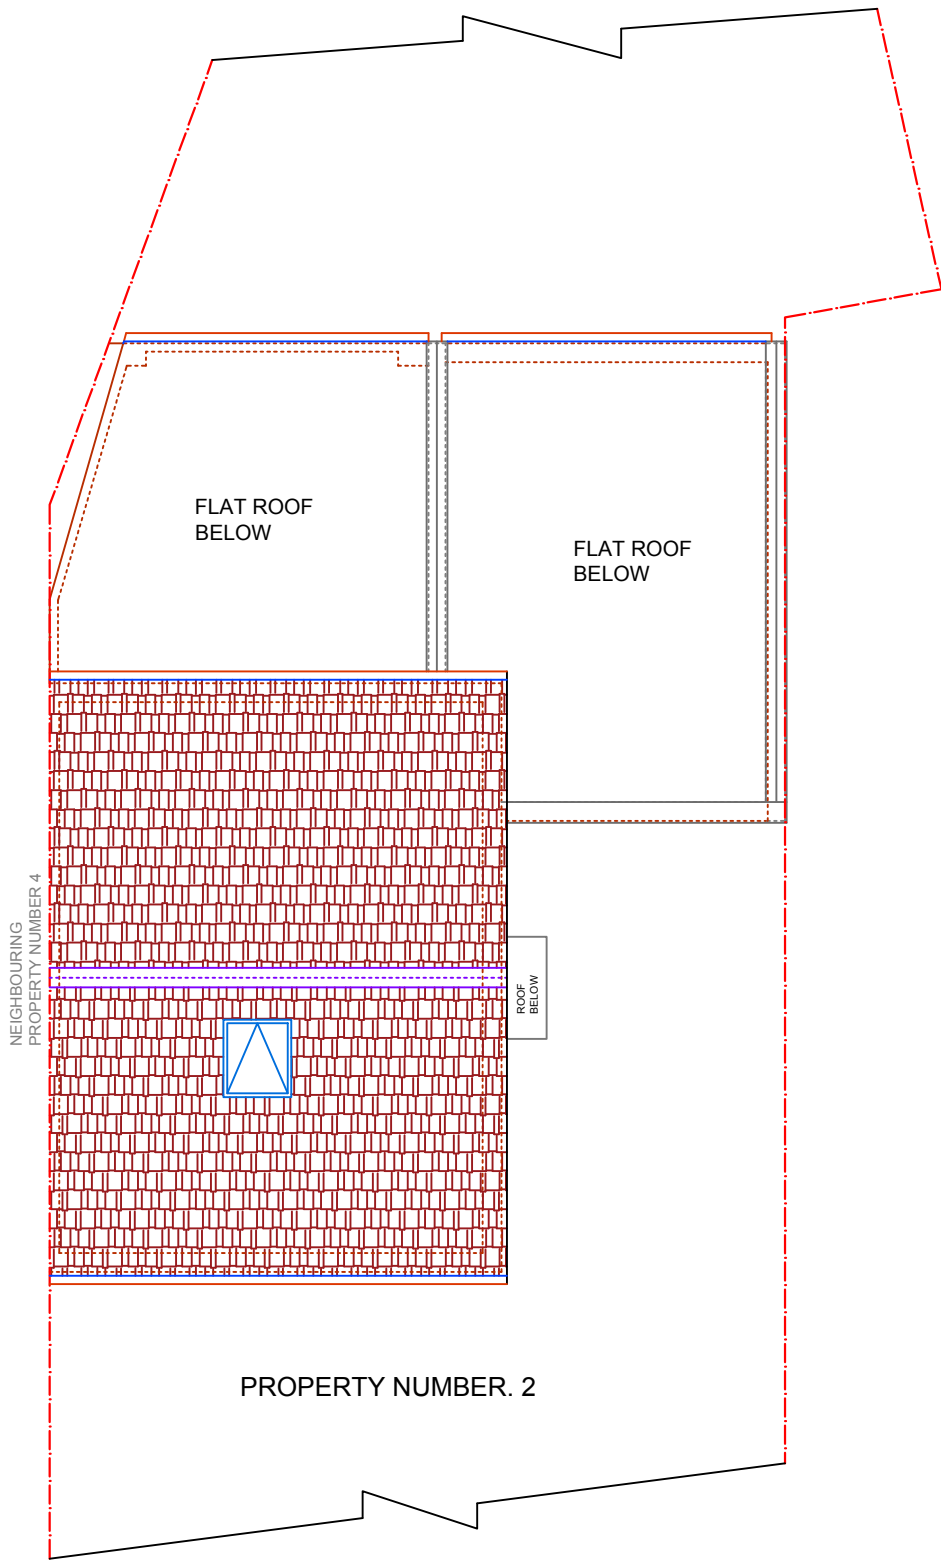 FLAT ROOF
BELOW
FLAT ROOF
BELOW
NEIGHBOURING
PROPERTY NUMBER 4
ROOF
BELOW
PROPERTY NUMBER. 2